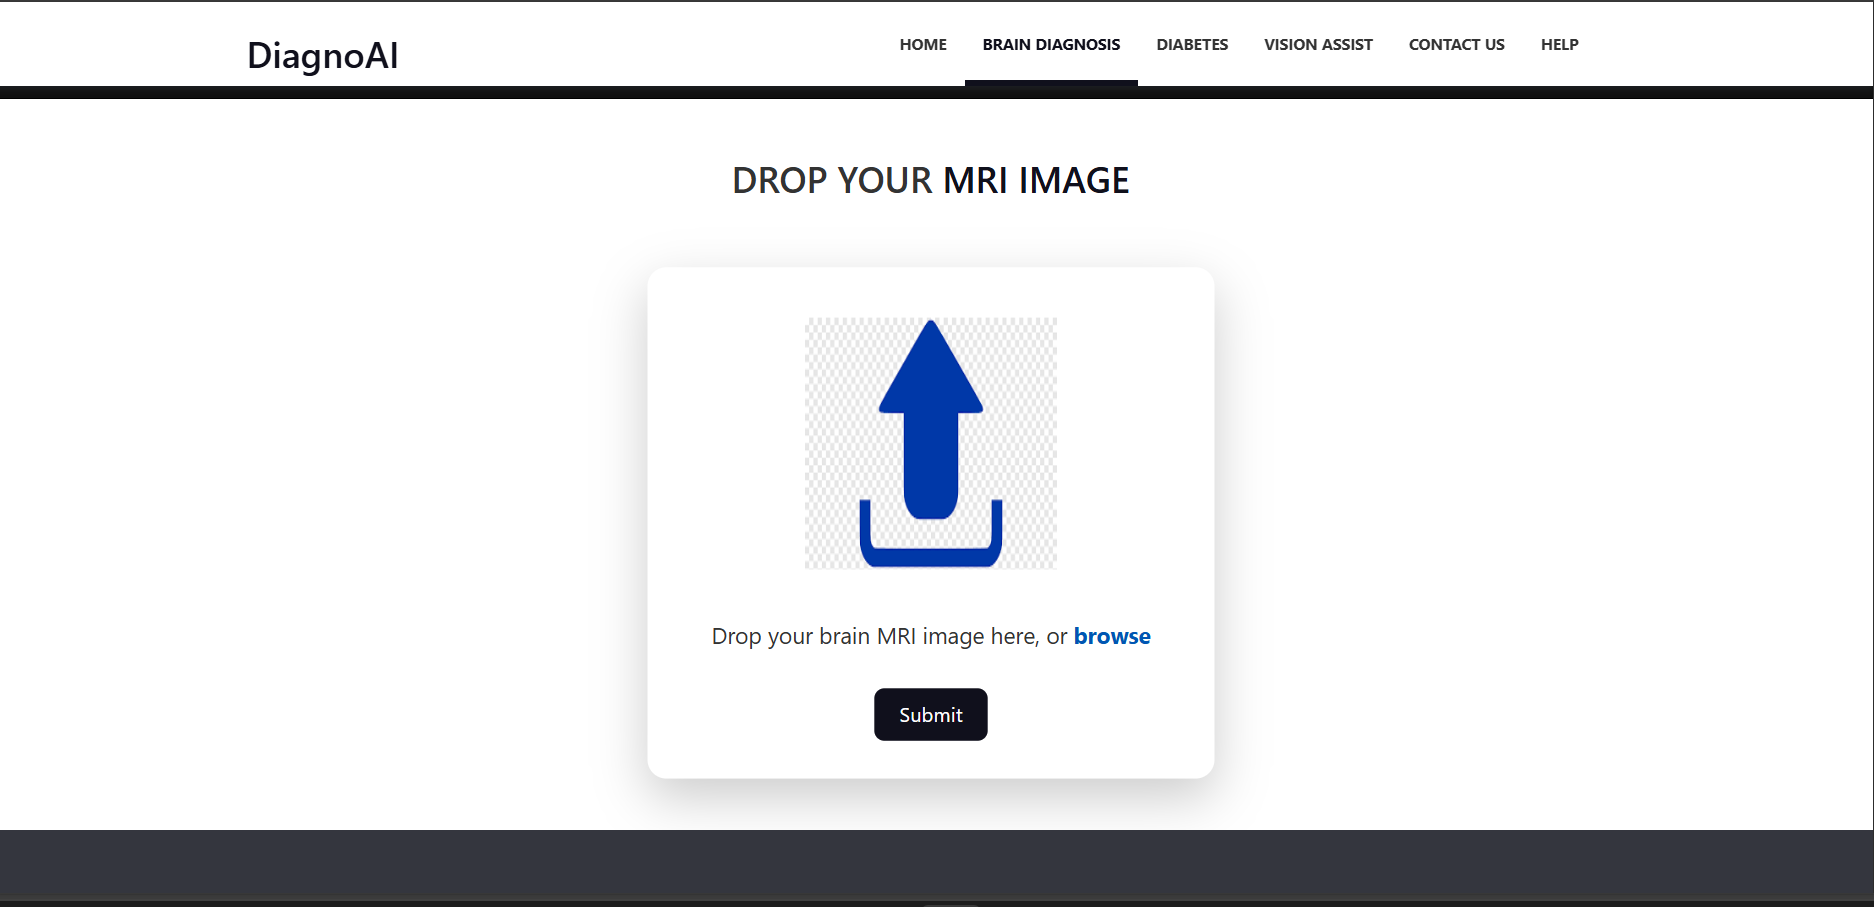 DiagnoAI
HOME BRAIN DIAGNOSIS DIABETES VISION ASSIST CONTACT US HELP
DROP YOUR MRI IMAGE
Drop your brain MRI image here, or browse
Submit